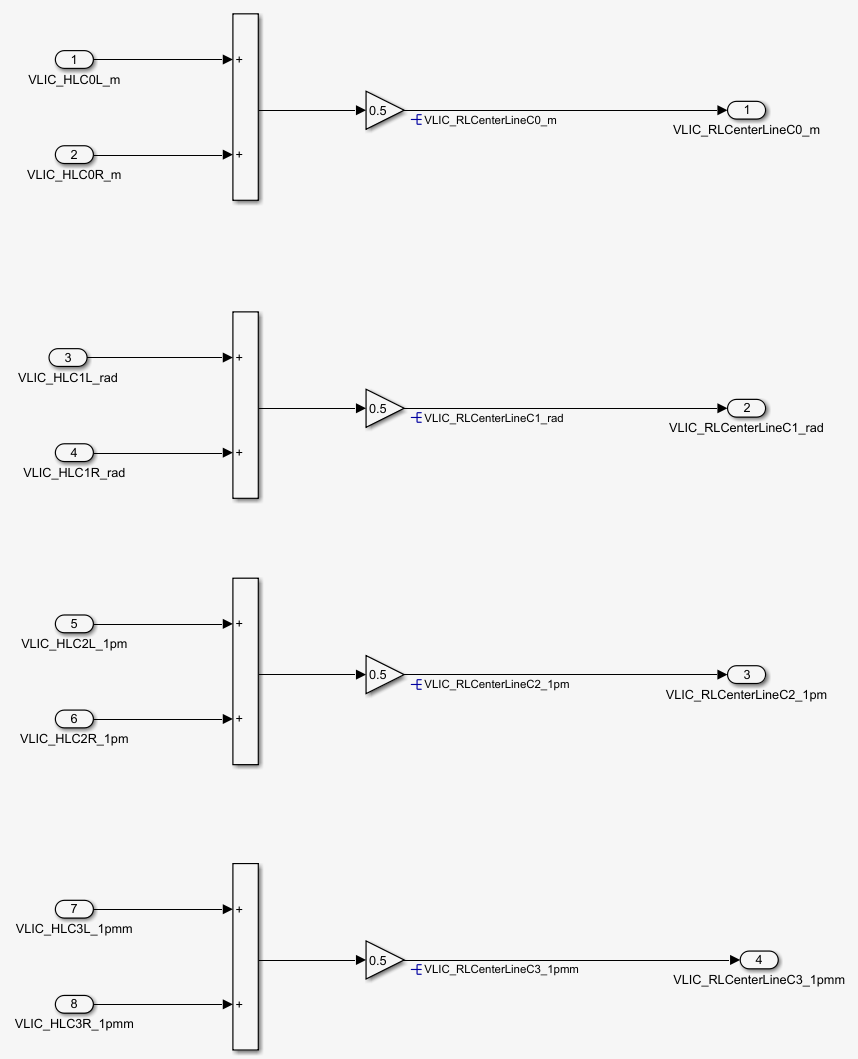 1
VLIC_HLC0L_m
+
2
VLIC_HLC0R_m
+
0.5
VLIC_RLCenterLineC0_m
1
VLIC_RLCenterLineC0_m
3
VLIC_HLC1L_rad
+
4
VLIC_HLC1R_rad
+
0.5
VLIC_RLCenterLineC1_rad
2
VLIC_RLCenterLineC1_rad
5
VLIC_HLC2L_1pm
+
6
VLIC_HLC2R_1pm
+
0.5
VLIC_RLCenterLineC2_1pm
3
VLIC_RLCenterLineC2_1pm
7
VLIC_HLC3L_1pmm
+
8
VLIC_HLC3R_1pmm
+
0.5
VLIC_RLCenterLineC3_1pmm
4
VLIC_RLCenterLineC3_1pmm